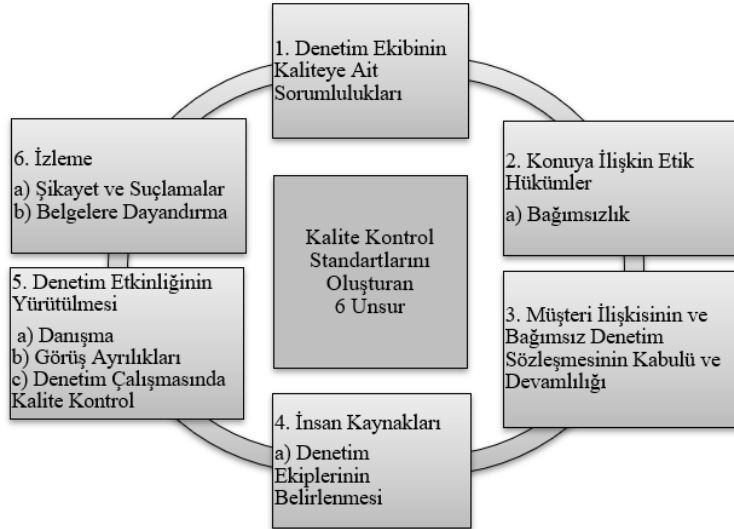 1. Denetim Ekibinin
Kaliteye Ait
Sorumlulukları
2. Konuya İlişkin Etik
Hükümler
a) Bağımsızlık
3. Müşteri İlişkisinin ve
Bağımsız Denetim
Sözleşmesinin Kabulü ve
Devamlılığı
4. İnsan Kaynakları
a) Denetim
Ekiplerinin
Belirlenmesi
5. Denetim Etkinliğinin
Yürütülmesi
a) Danışma
b) Görüş Ayrılıkları
c) Denetim Çalışmasında
Kalite Kontrol
6. İzleme
a) Şikayet ve Suçlamalar
b) Belgelere Dayandırma
Kalite Kontrol
Standartlarını
Oluşturan
6 Unsur